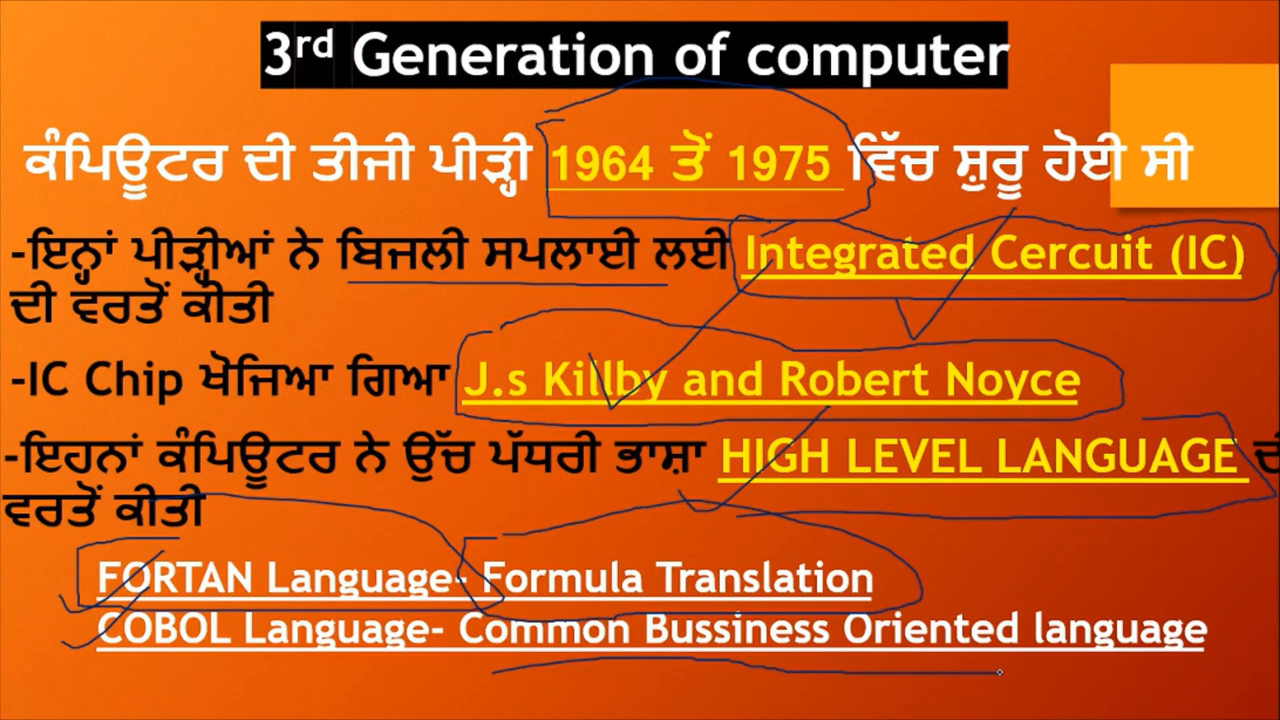 3rd Generation of computer
ਕੰਪਿਊਟਰ ਦੀ ਤੀਜੀ ਪੀੜ੍ਹੀ 1964 ਤੋਂ 1975 ਵਿੱਚ ਸ਼ੁਰੂ ਹੋਈ ਸੀ
-ਇਨ੍ਹਾਂ ਪੀੜ੍ਹੀਆਂ ਨੇ ਬਿਜਲੀ ਸਪਲਾਈ ਲਈ Integrated Cercuit (IC)
ਦੀ ਵਰਤੋਂ ਕੀਤੀ
-IC Chip ਖੋਜਿਆ ਗਿਆ J.s Killby and Robert Noyce
-ਇਹਨਾਂ ਕੰਪਿਊਟਰ ਨੇ ਉੱਚ ਪੱਧਰੀ ਭਾਸ਼ਾ HIGH LEVEL LANGUAGE
ਵਰਤੋਂ ਕੀਤੀ
FORTAN Language- Formula Translation
COBOL Language- Common Bussiness Oriented language